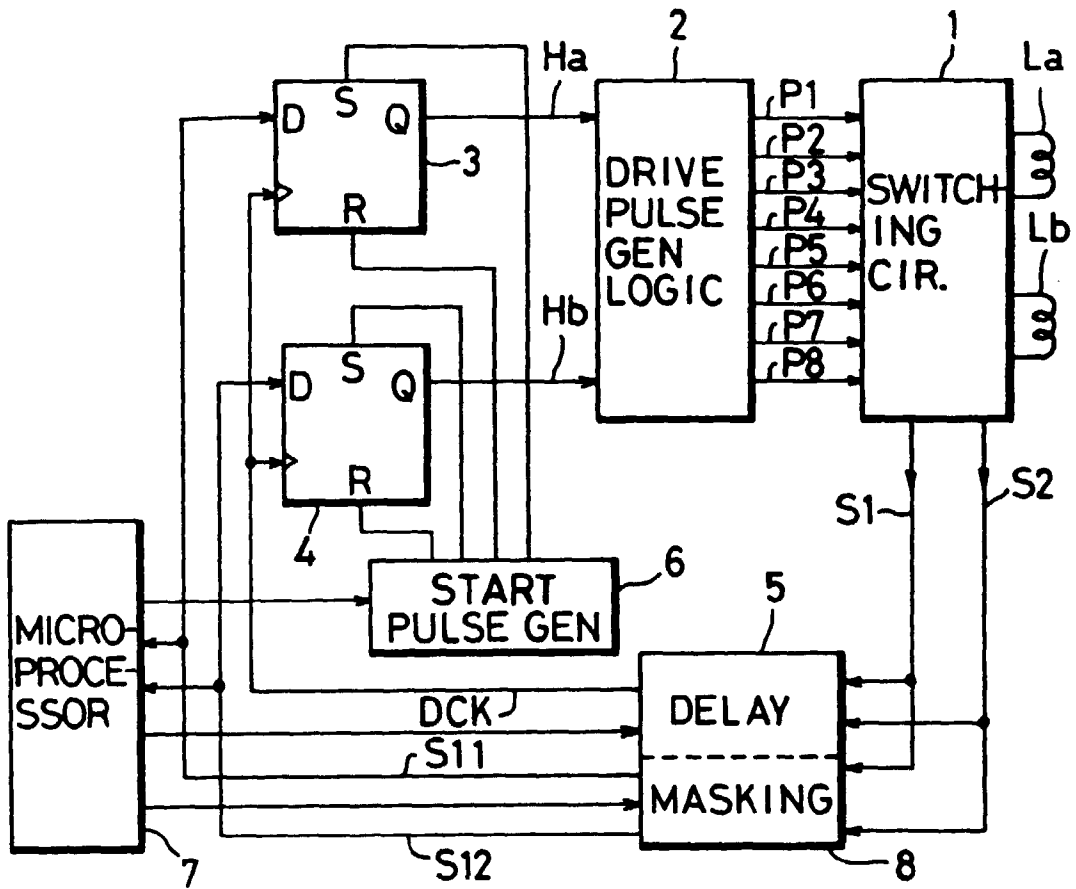 2
1
Ha
La
S
D
Q
3
R
DRIVE
PULSE
GEN
LOGIC
P1
P2
P3
P4
P5
P6
P7
P8
SWITCH-
ING
CIR.
Lb
Hb
S
D
Q
R
4
S1
S2
START
PULSE GEN
6
5
MICRO-
PROCE-
SSOR
DCK
S11
DELAY
MASKING
S12
7
8